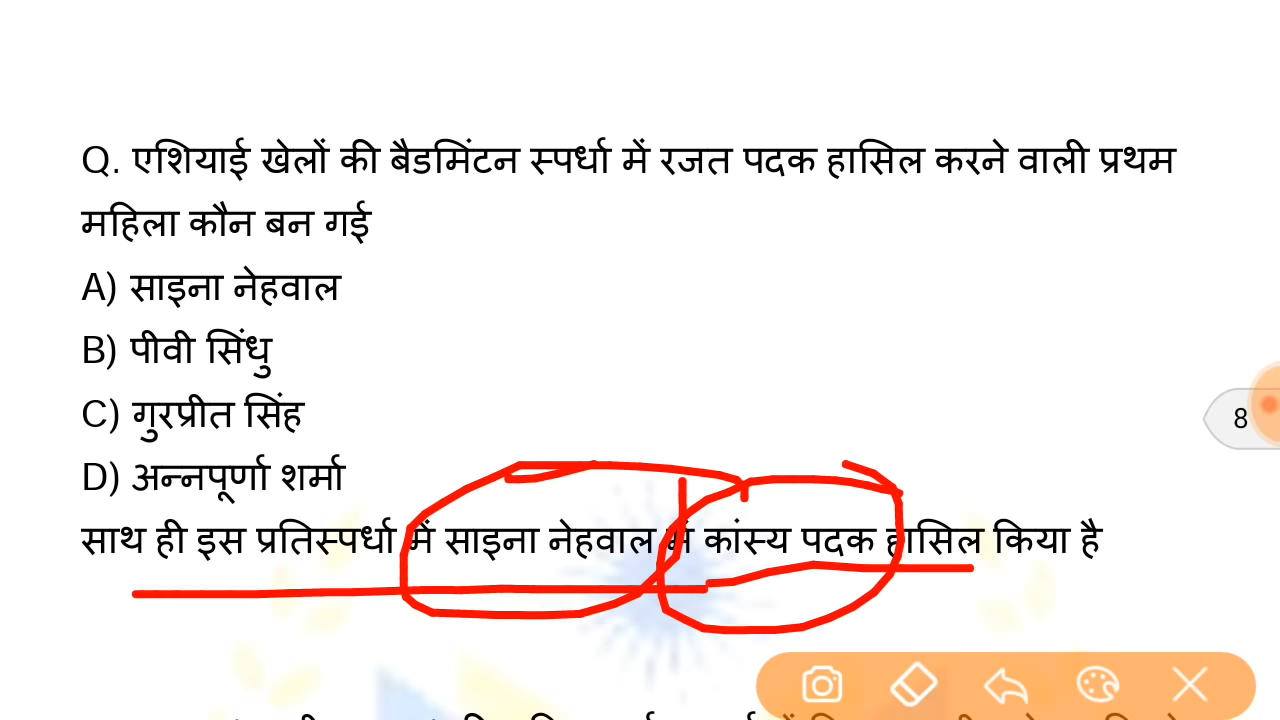 Q. एशियाई खेलों की बैडमिंटन स्पर्धा में रजत पदक हासिल करने वाली प्रथम
महिला कौन बन गई
A) साइना नेहवाल
B) पीवी सिंधु
C) गुरप्रीत सिंह
D) अन्नपूर्णा शर्मा
साथ ही इस प्रतिस्पर्धा में साइना नेहवाल में कांस्य पदक हासिल किया है
8